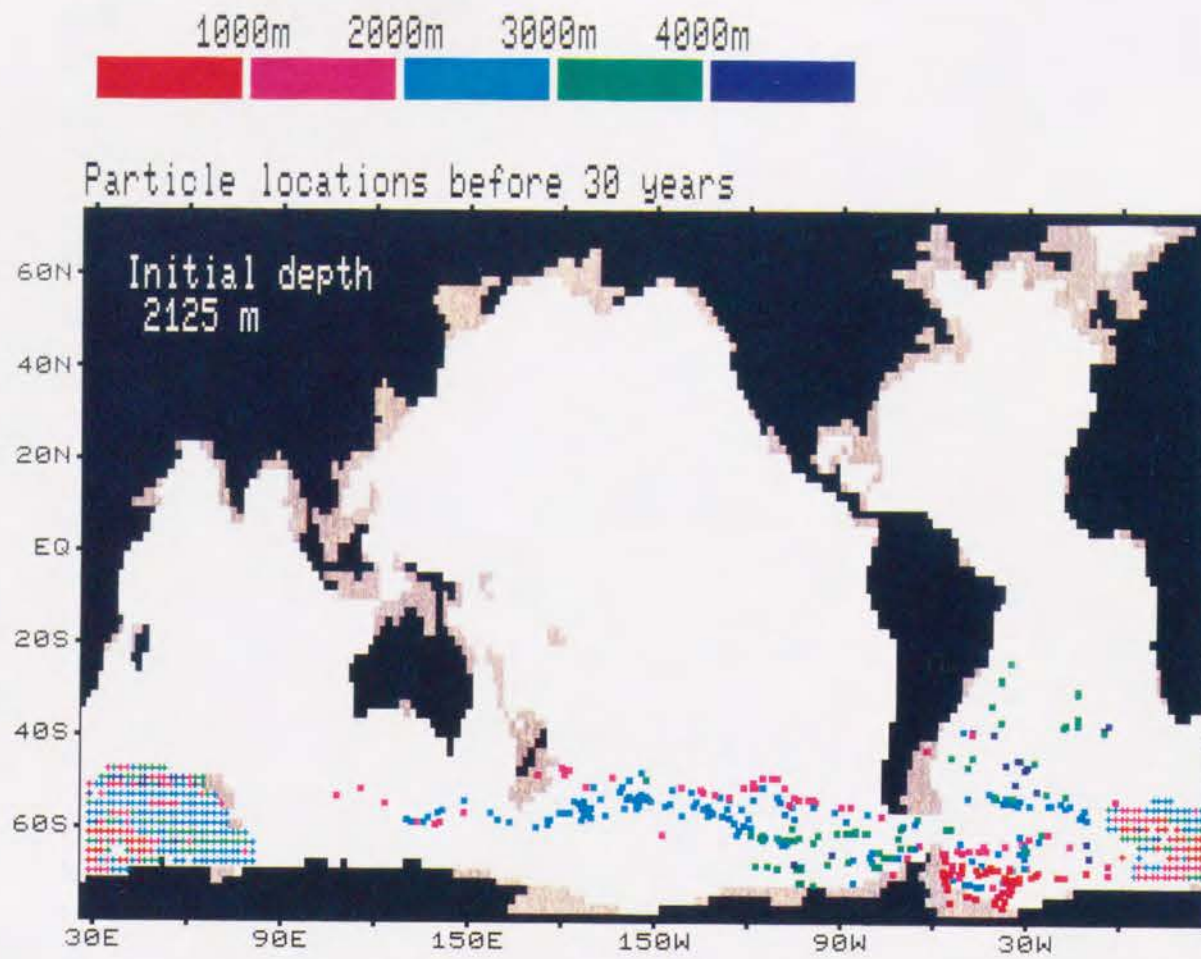 1000m 2000m 3000m 4000m
Particle locations before 30 years
Initial depth
2125 m
60N
40N
20N
EQ
20S
40S
60S
30E 90E 150E 150W 90W 30W